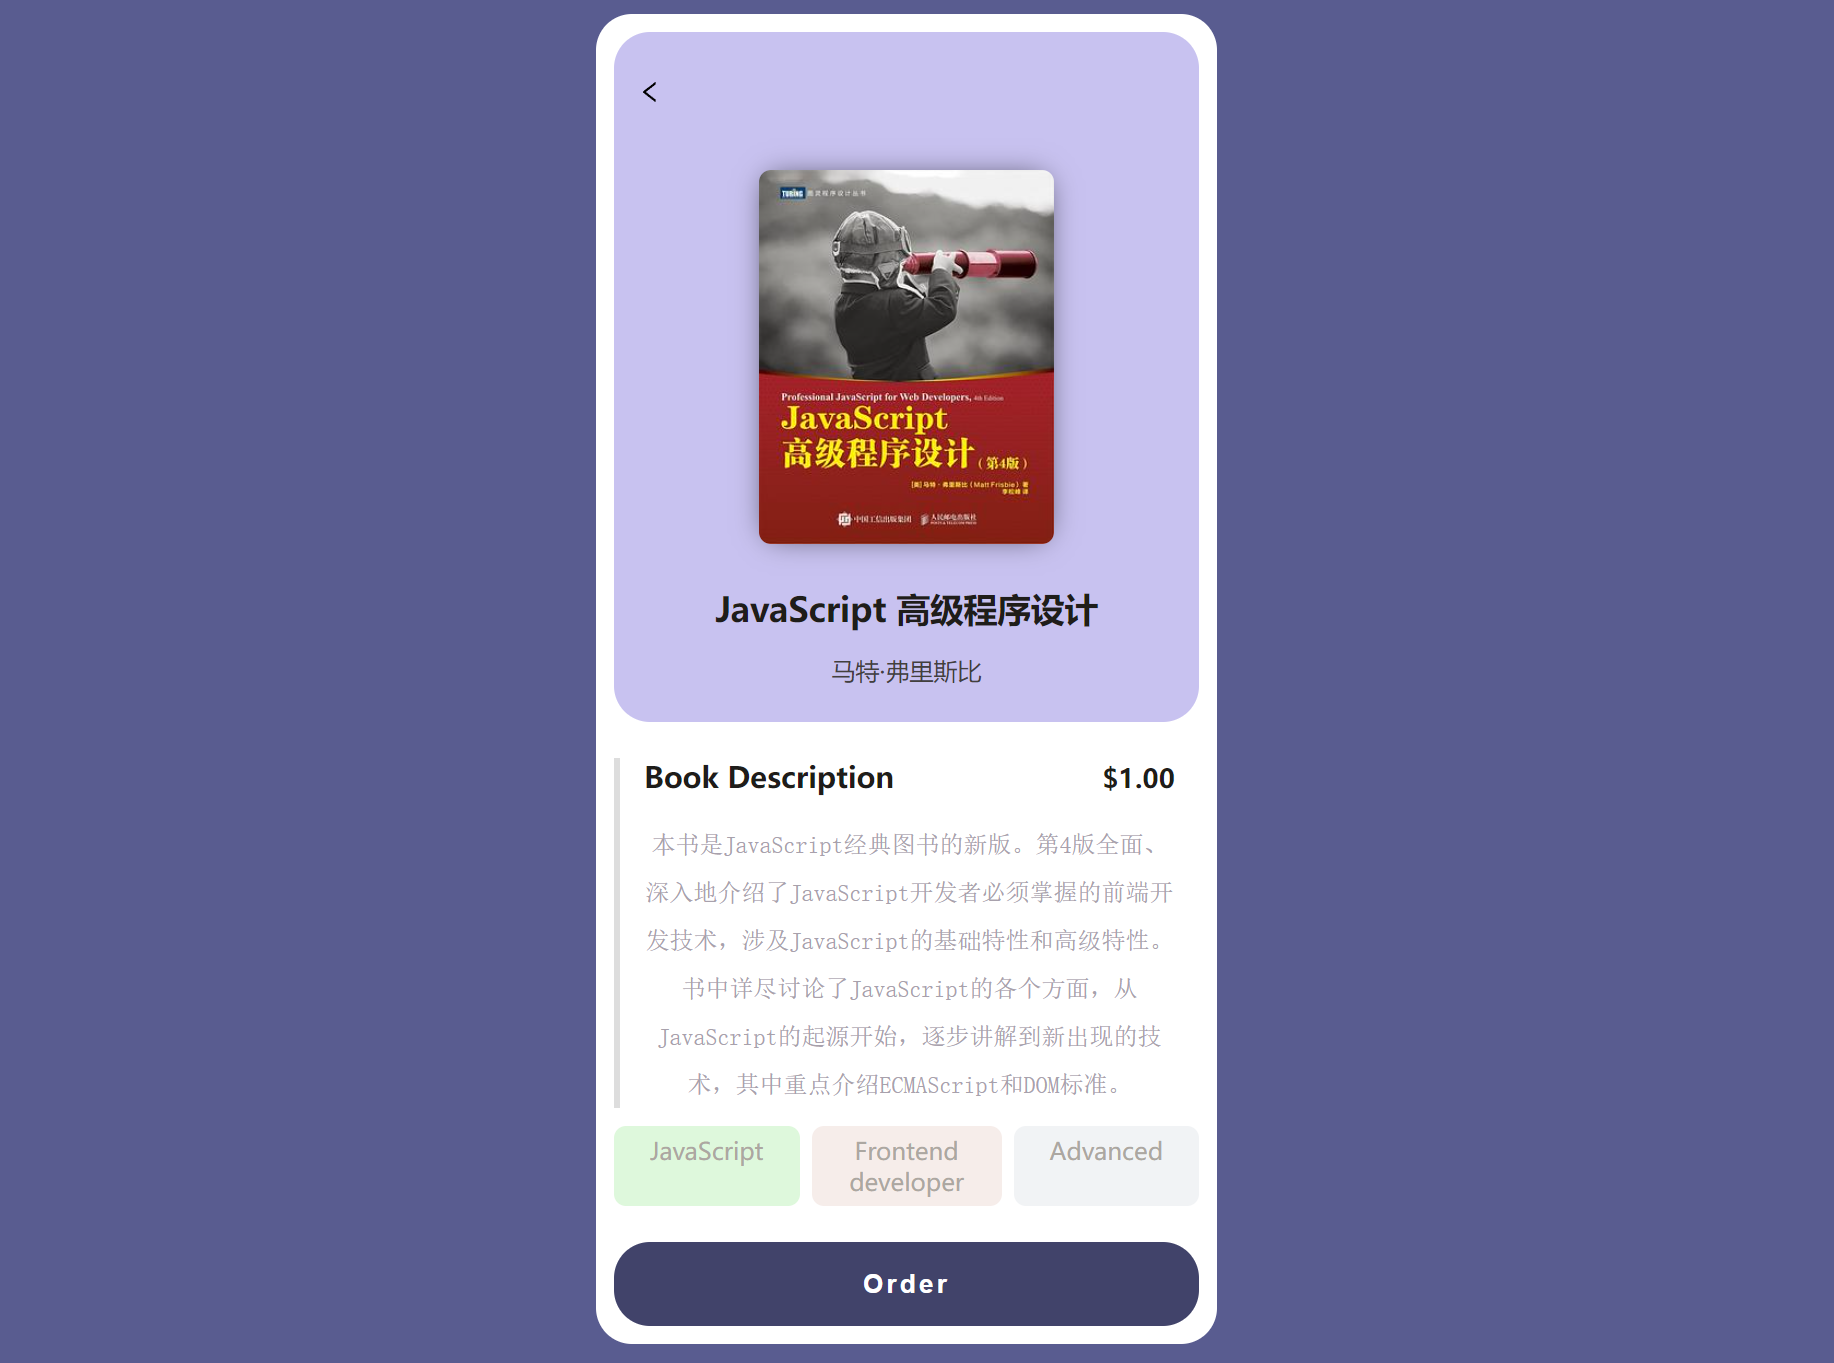 TURING 图灵程序设计丛书
Professional JavaScript for Web Developers, 4th Edition
JavaScript
高级程序设计（第4版）
[美] 马特·弗里斯比（Matt Frisbie）著
李松峰 译
中国工信出版集团 人民邮电出版社
POSTS & TELECOM PRESS
JavaScript 高级程序设计
马特·弗里斯比
Book Description $1.00
本书是JavaScript经典图书的新版。第4版全面、
深入地介绍了JavaScript开发者必须掌握的前端开
发技术，涉及JavaScript的基础特性和高级特性。
书中详尽讨论了JavaScript的各个方面，从
JavaScript的起源开始，逐步讲解到新出现的技
术，其中重点介绍ECMAScript和DOM标准。
JavaScript
Frontend
developer
Advanced
Order